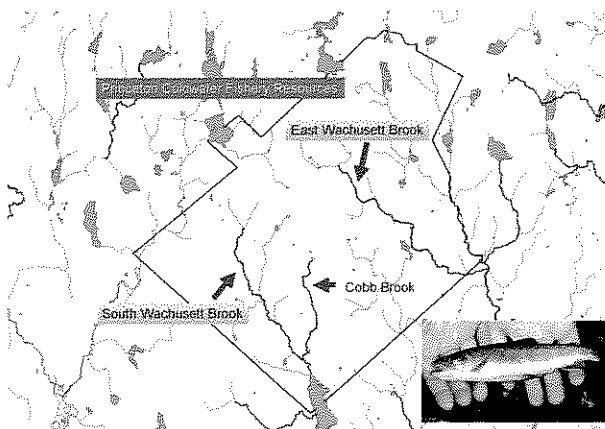 Princeton Coldwater Fishery Resources
East Wachusett Brook
Cobb Brook
South Wachusett Brook